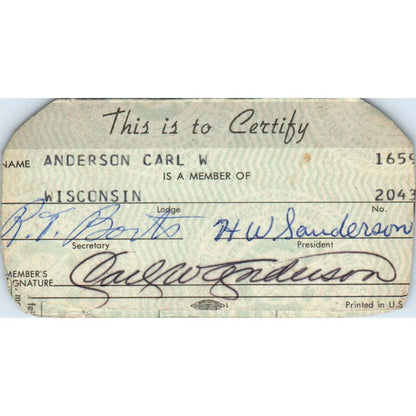 This is to Certify
NAME ANDERSON CARL W 1659
IS A MEMBER OF
WISCONSIN 2043
Lodge No.
R.T. Borts H W Sanderson
Secretary President
MEMBER'S
SIGNATURE Carl W Anderson
Printed in U.S